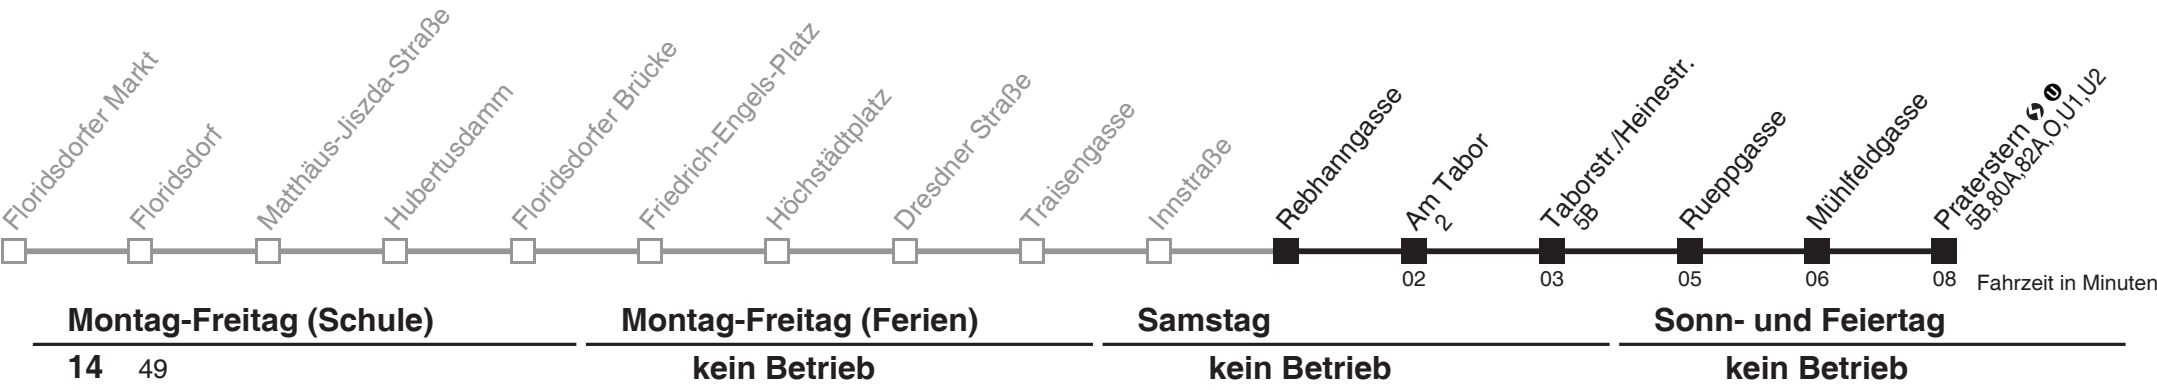 Floridsdorfer Markt
Floridsdorf
Matthäus-Jiszda-Straße
Hubertusdamm
Floridsdorfer Brücke
Friedrich-Engels-Platz
Höchstädtplatz
Dresdner Straße
Traisengasse
Innstraße
Rebhanngasse
Am Tabor
2
Taborstr./Heinestr.
5B
Rueppgasse
Mühlfeldgasse
Praterstern S U
5B,80A,82A,O,U1,U2
02 03 05 06 08 Fahrzeit in Minuten
Montag-Freitag (Schule) Montag-Freitag (Ferien) Samstag Sonn- und Feiertag
14 49 kein Betrieb kein Betrieb kein Betrieb